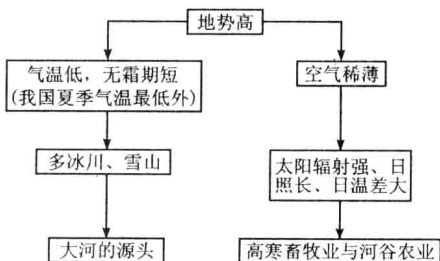 地势高
气温低，无霜期短
(我国夏季气温最低外)
空气稀薄
多冰川、雪山
太阳辐射强、日
照长、日温差大
大河的源头
高寒畜牧业与河谷农业